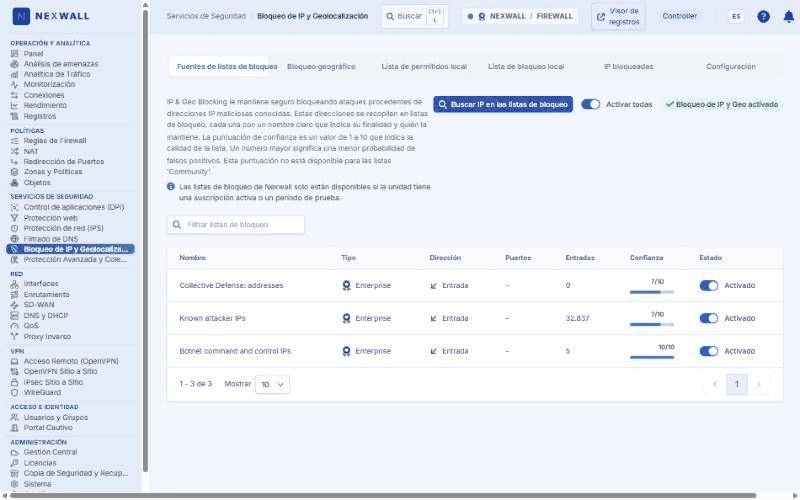 NEXWALL
Servicios de Seguridad › Bloqueo de IP y Geolocalización
Buscar Ctrl K
NEXWALL / FIREWALL
Visor de registros
Controller
ES
OPERACIÓN Y ANALÍTICA
Panel
Análisis de amenazas
Analítica de Tráfico
Monitorización
Conexiones
Rendimiento
Registros
POLÍTICAS
Reglas de Firewall
NAT
Redirección de Puertos
Zonas y Políticas
Objetos
SERVICIOS DE SEGURIDAD
Control de aplicaciones (DPI)
Protección web
Protección de red (IPS)
Filtrado de DNS
Bloqueo de IP y Geolocaliza...
Protección Avanzada y Cole...
RED
Interfaces
Enrutamiento
SD-WAN
DNS y DHCP
QoS
Proxy Inverso
VPN
Acceso Remoto (OpenVPN)
OpenVPN Sitio a Sitio
IPsec Sitio a Sitio
WireGuard
ACCESO E IDENTIDAD
Usuarios y Grupos
Portal Cautivo
ADMINISTRACIÓN
Gestión Central
Licencias
Copia de Seguridad y Recup...
Sistema
Fuentes de listas de bloqueo
Bloqueo geográfico
Lista de permitidos local
Lista de bloqueo local
IP bloqueadas
Configuración
IP & Geo Blocking le mantiene seguro bloqueando ataques procedentes de
direcciones IP maliciosas conocidas. Estas direcciones se recopilan en listas
de bloqueo, cada una con un nombre claro que indica su finalidad y quién la
mantiene. La puntuación de confianza es un valor de 1 a 10 que indica la
calidad de la lista. Un número mayor significa una menor probabilidad de
falsos positivos. Esta puntuación no está disponible para las listas
'Community'.
Buscar IP en las listas de bloqueo
Activar todas
Bloqueo de IP y Geo activado
Las listas de bloqueo de Nexwall solo están disponibles si la unidad tiene
una suscripción activa o un período de prueba.
Filtrar listas de bloqueo
Nombre Tipo Dirección Puertos Entradas Confianza Estado
Collective Defense: addresses Enterprise Entrada - 0 7/10 Activado
Known attacker IPs Enterprise Entrada - 32,837 7/10 Activado
Botnet command and control IPs Enterprise Entrada - 5 10/10 Activado
1 - 3 de 3 Mostrar 10
1